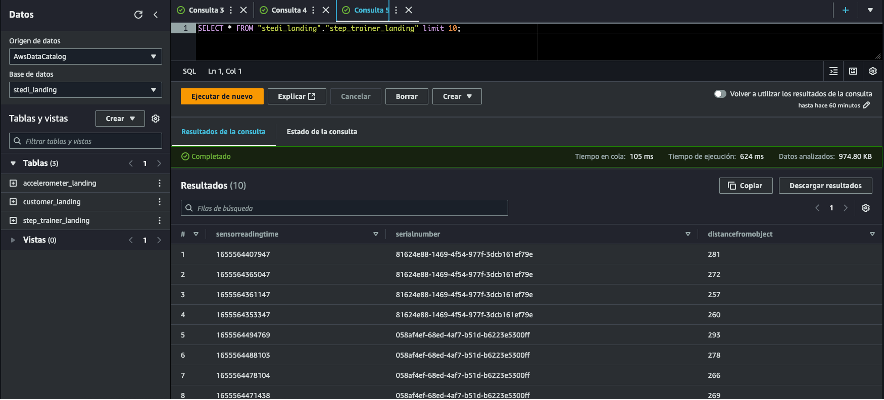 Datos
Origen de datos
AwsDataCatalog
Base de datos
stedi_landing
Tablas y vistas
Crear
Filtrar tablas y vistas
Tablas (3)
1
accelerometer_landing
customer_landing
step_trainer_landing
Vistas (0)
1
Consulta 3
Consulta 4
Consulta 5
1 SELECT * FROM "stedi_landing"."step_trainer_landing" limit 10;
SQL Ln 1, Col 1
Ejecutar de nuevo
Explicar
Cancelar
Borrar
Crear
Volver a utilizar los resultados de la consulta
hasta hace 60 minutos
Resultados de la consulta
Estado de la consulta
Completado
Tiempo en cola: 105 ms
Tiempo de ejecución: 624 ms
Datos analizados: 974.80 KB
Resultados (10)
Copiar
Descargar resultados
Filas de búsqueda
1
# sensorreadingtime serialnumber distancefromobject
1 1655564407947 81624e88-1469-4f54-977f-3dcb161ef79e 281
2 1655564365047 81624e88-1469-4f54-977f-3dcb161ef79e 272
3 1655564361147 81624e88-1469-4f54-977f-3dcb161ef79e 257
4 1655564353347 81624e88-1469-4f54-977f-3dcb161ef79e 260
5 1655564494769 058af4ef-68ed-4af7-b51d-b6223e5300ff 293
6 1655564488103 058af4ef-68ed-4af7-b51d-b6223e5300ff 278
7 1655564478104 058af4ef-68ed-4af7-b51d-b6223e5300ff 266
8 1655564471438 058af4ef-68ed-4af7-b51d-b6223e5300ff 269